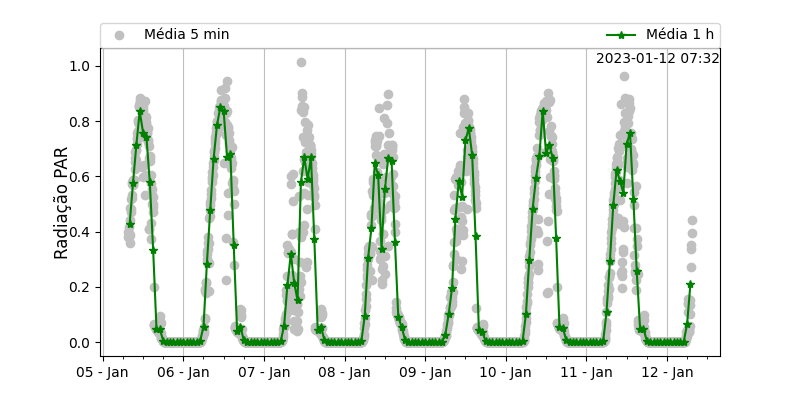 Média 5 min
Média 1 h
2023-01-12 07:32
Radiação PAR
1.0
0.8
0.6
0.4
0.2
0.0
05 - Jan
06 - Jan
07 - Jan
08 - Jan
09 - Jan
10 - Jan
11 - Jan
12 - Jan